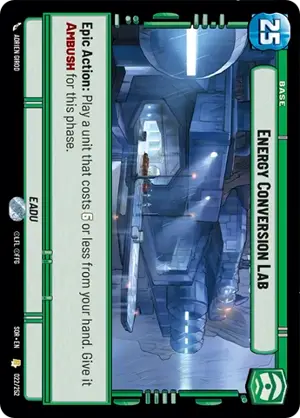 BASE
25
ENERGY CONVERSION LAB
EADU
Epic Action: Play a unit that costs 6 or less from your hand. Give it
AMBUSH for this phase.
ADRIEN GIROD
©LFL ©FFG
SOR • EN
022/252